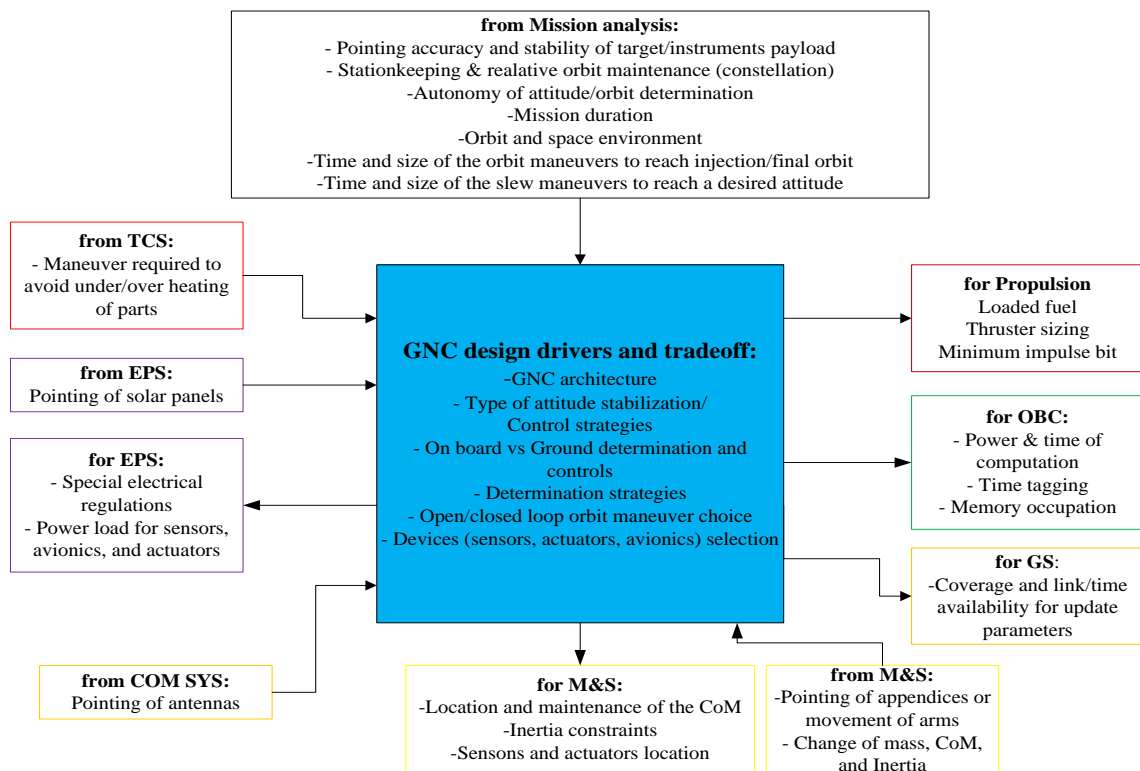 from Mission analysis:
- Pointing accuracy and stability of target/instruments payload
- Stationkeeping & realative orbit maintenance (constellation)
-Autonomy of attitude/orbit determination
-Mission duration
-Orbit and space environment
-Time and size of the orbit maneuvers to reach injection/final orbit
-Time and size of the slew maneuvers to reach a desired attitude
from TCS:
- Maneuver required to
avoid under/over heating
of parts
from EPS:
Pointing of solar panels
for EPS:
- Special electrical
regulations
- Power load for sensors,
avionics, and actuators
from COM SYS:
Pointing of antennas
GNC design drivers and tradeoff:
-GNC architecture
- Type of attitude stabilization/
Control strategies
- On board vs Ground determination and
controls
- Determination strategies
- Open/closed loop orbit maneuver choice
- Devices (sensors, actuators, avionics) selection
for Propulsion
Loaded fuel
Thruster sizing
Minimum impulse bit
for OBC:
- Power & time of
computation
- Time tagging
- Memory occupation
for GS:
-Coverage and link/time
availability for update
parameters
for M&S:
-Location and maintenance of the CoM
-Inertia constraints
-Sensons and actuators location
from M&S:
-Pointing of appendices or
movement of arms
- Change of mass, CoM,
and Inertia